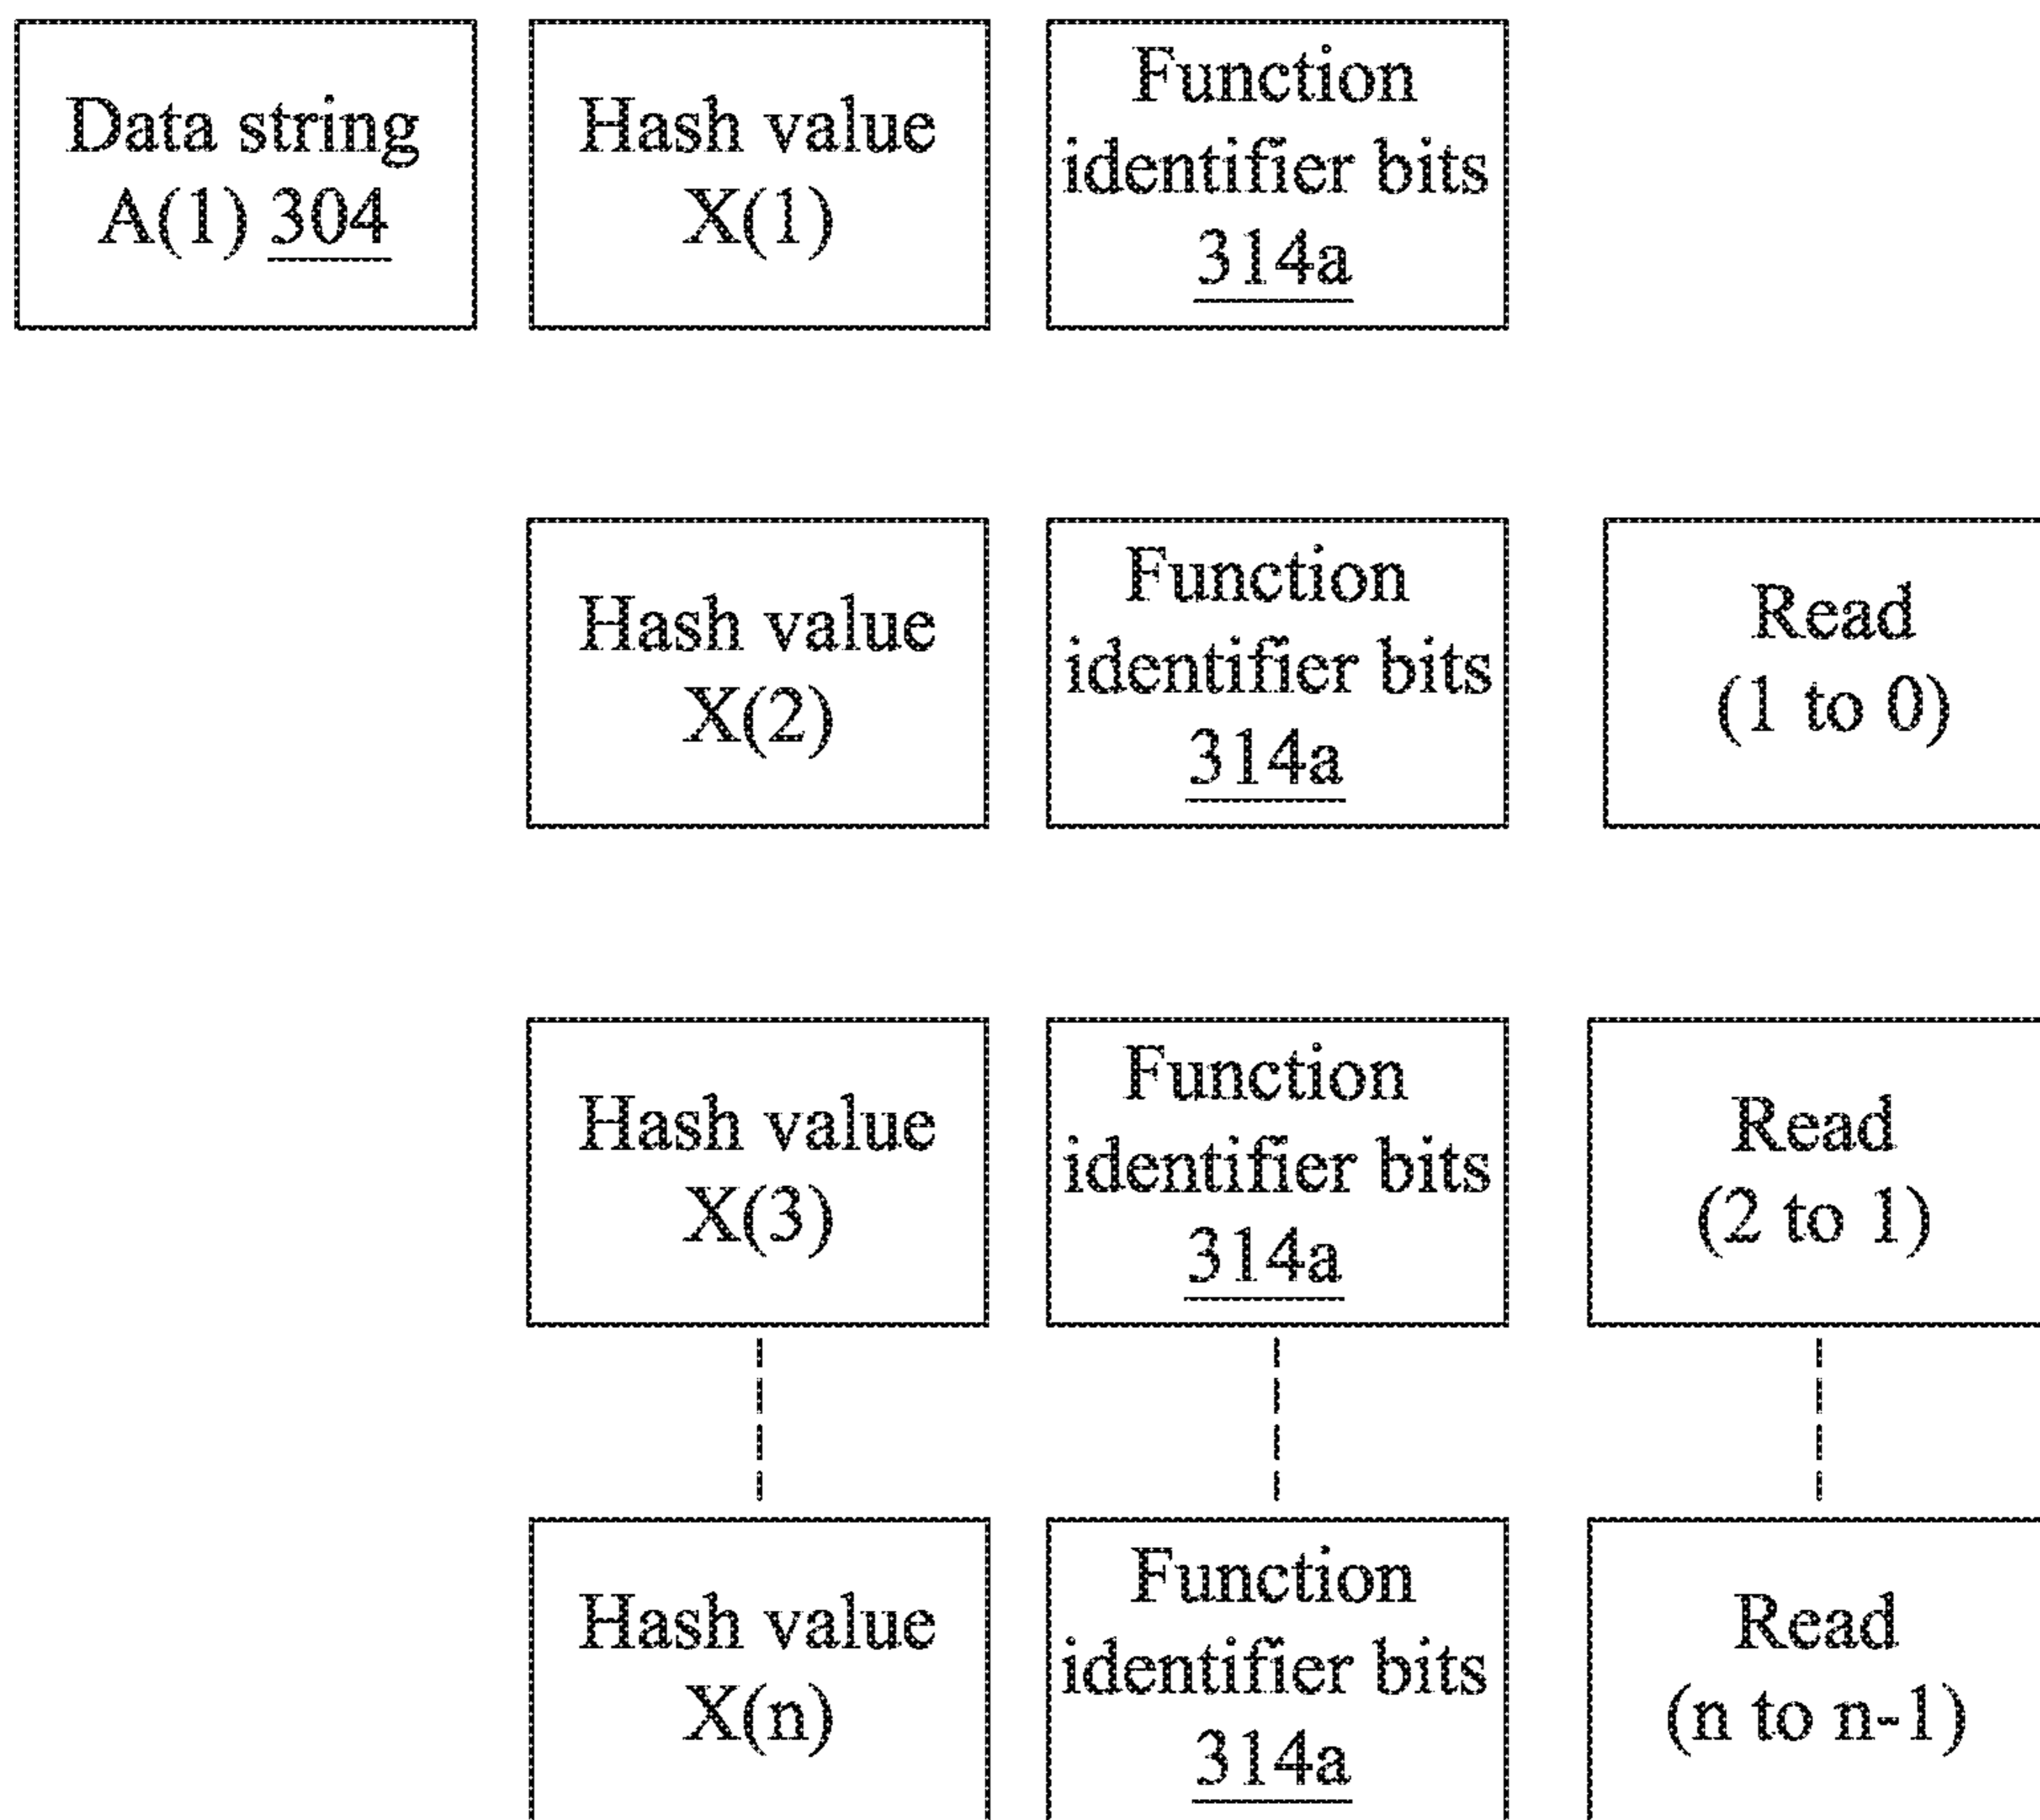 Data string
A(1) 304
Hash value
X(1)
Function
identifier bits
314a
Hash value
X(2)
Function
identifier bits
314a
Read
(1 to 0)
Hash value
X(3)
Function
identifier bits
314a
Read
(2 to 1)
Hash value
X(n)
Function
identifier bits
314a
Read
(n to n-1)